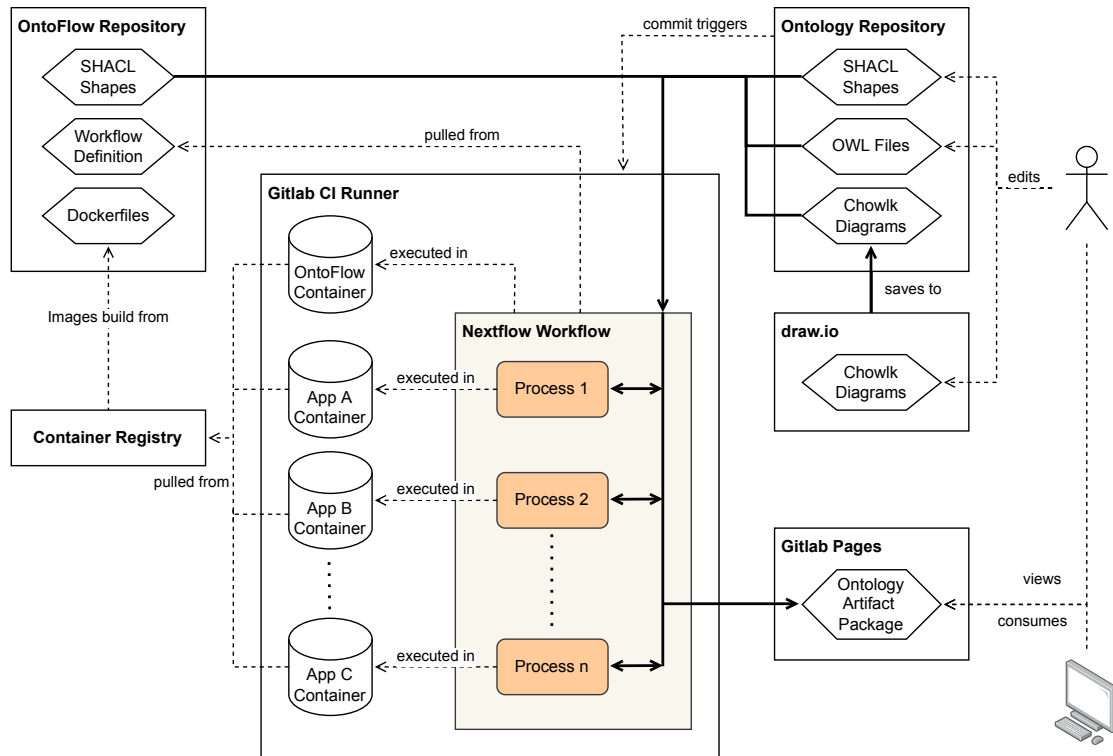 OntoFlow Repository
SHACL
Shapes
Workflow
Definition
Dockerfiles
commit triggers
Ontology Repository
SHACL
Shapes
OWL Files
Chowlk
Diagrams
edits
pulled from
Gitlab CI Runner
OntoFlow
Container
executed in
Images build from
saves to
draw.io
Chowlk
Diagrams
Nextflow Workflow
App A
Container
executed in
Process 1
Container Registry
pulled from
App B
Container
executed in
Process 2
Gitlab Pages
Ontology
Artifact
Package
views
consumes
App C
Container
executed in
Process n